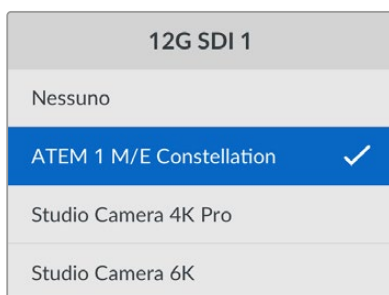 12G SDI 1
Nessuno
ATEM 1 M/E Constellation
Studio Camera 4K Pro
Studio Camera 6K